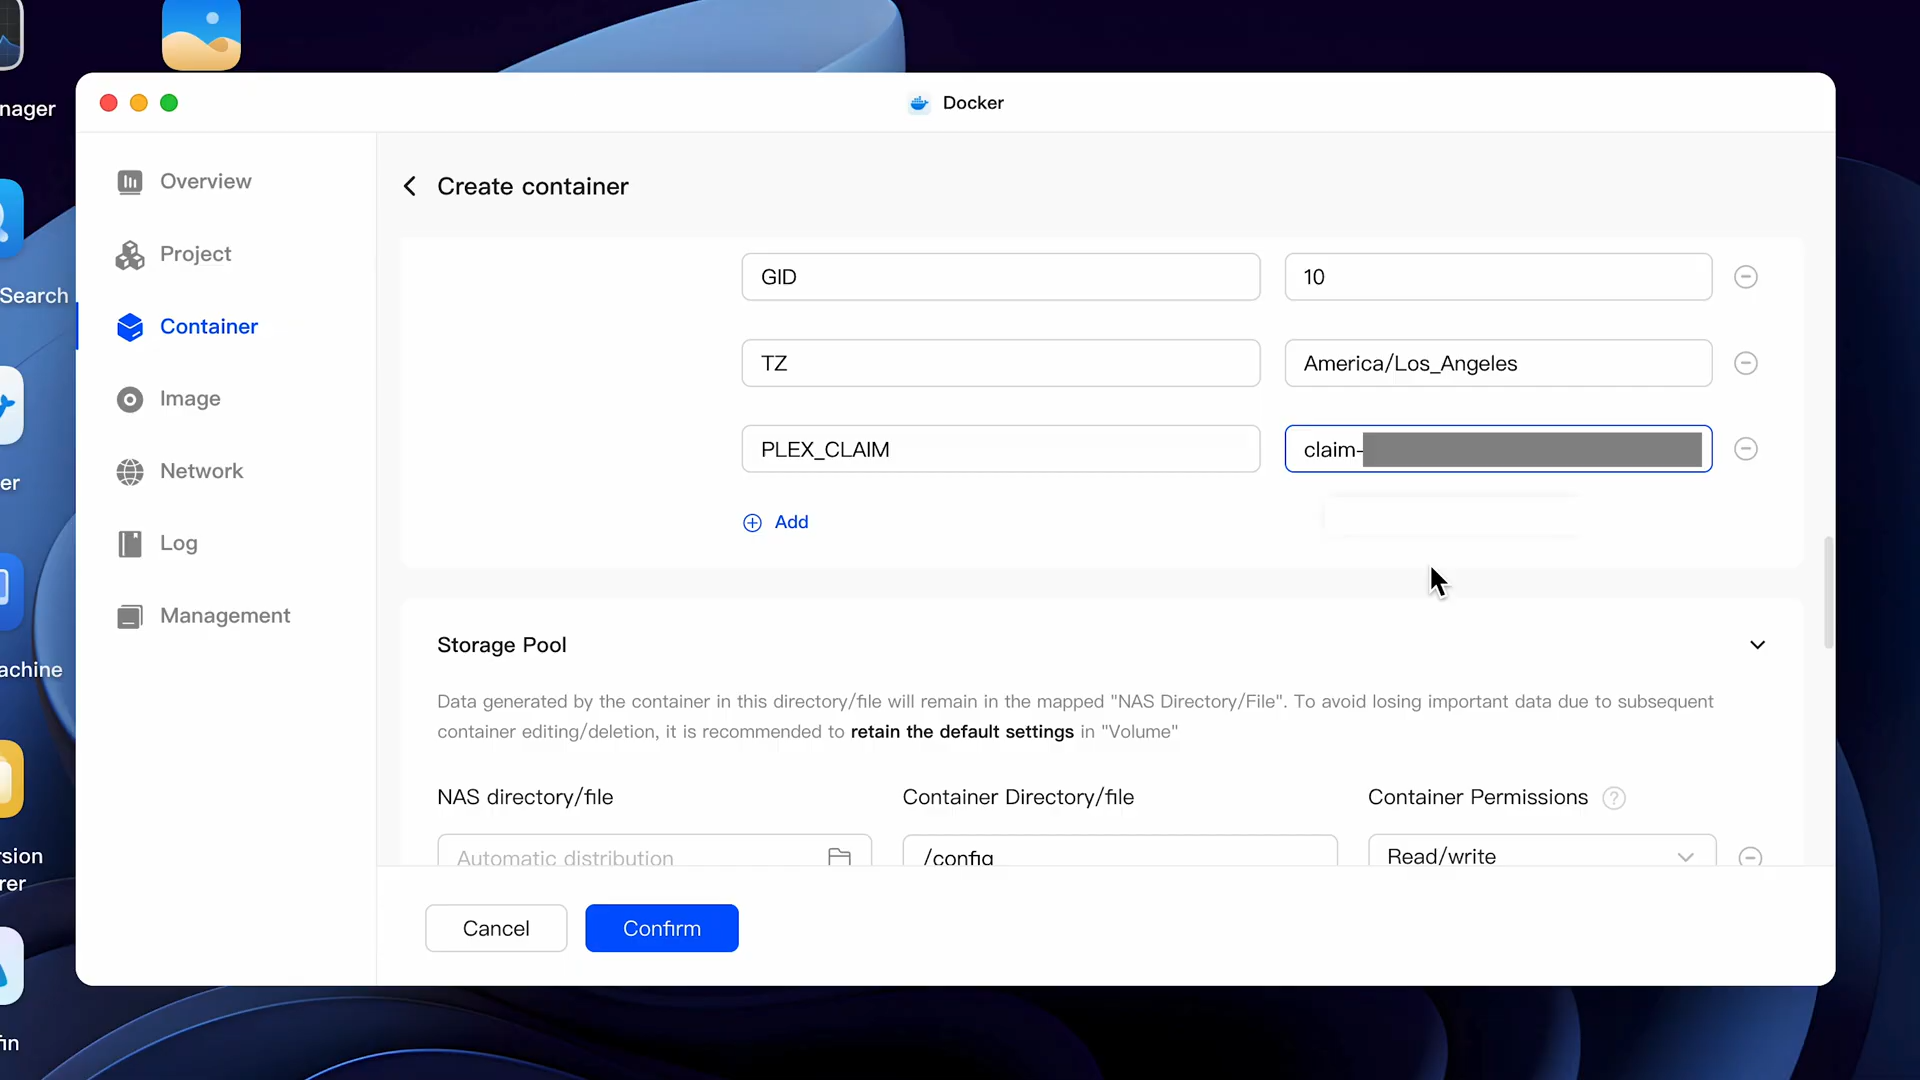 Docker
nager
Search
er
achine
sion
rer
fin
Overview
Project
Container
Image
Network
Log
Management
Create container
GID
10
TZ
America/Los_Angeles
PLEX_CLAIM
claim-
Add
Storage Pool
Data generated by the container in this directory/file will remain in the mapped "NAS Directory/File". To avoid losing important data due to subsequent
container editing/deletion, it is recommended to retain the default settings in "Volume"
NAS directory/file
Container Directory/file
Container Permissions ?
Automatic distribution
/config
Read/write
Cancel
Confirm